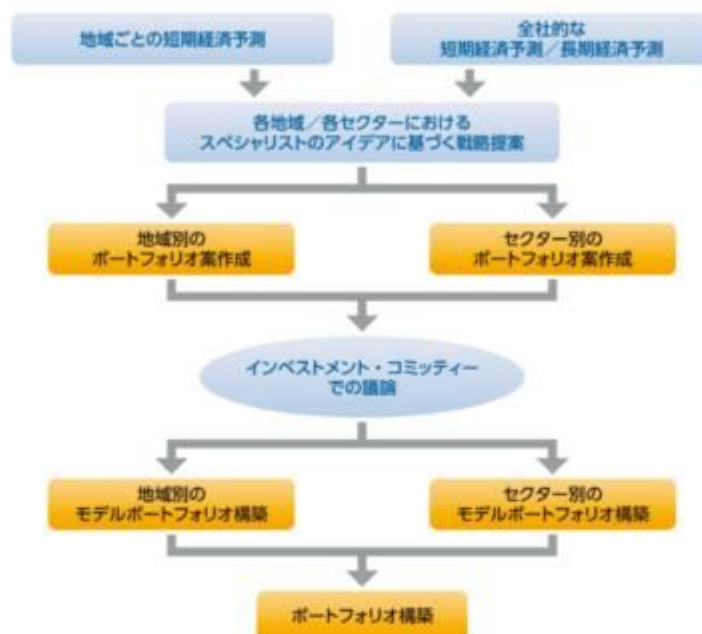 地域ごとの短期経済予測
全社的な
短期経済予測／長期経済予測
各地域／各セクターにおける
スペシャリストのアイデアに基づく戦略提案
地域別の
ポートフォリオ案作成
セクター別の
ポートフォリオ案作成
インベストメント・コミッティー
での議論
地域別の
モデルポートフォリオ構築
セクター別の
モデルポートフォリオ構築
ポートフォリオ構築